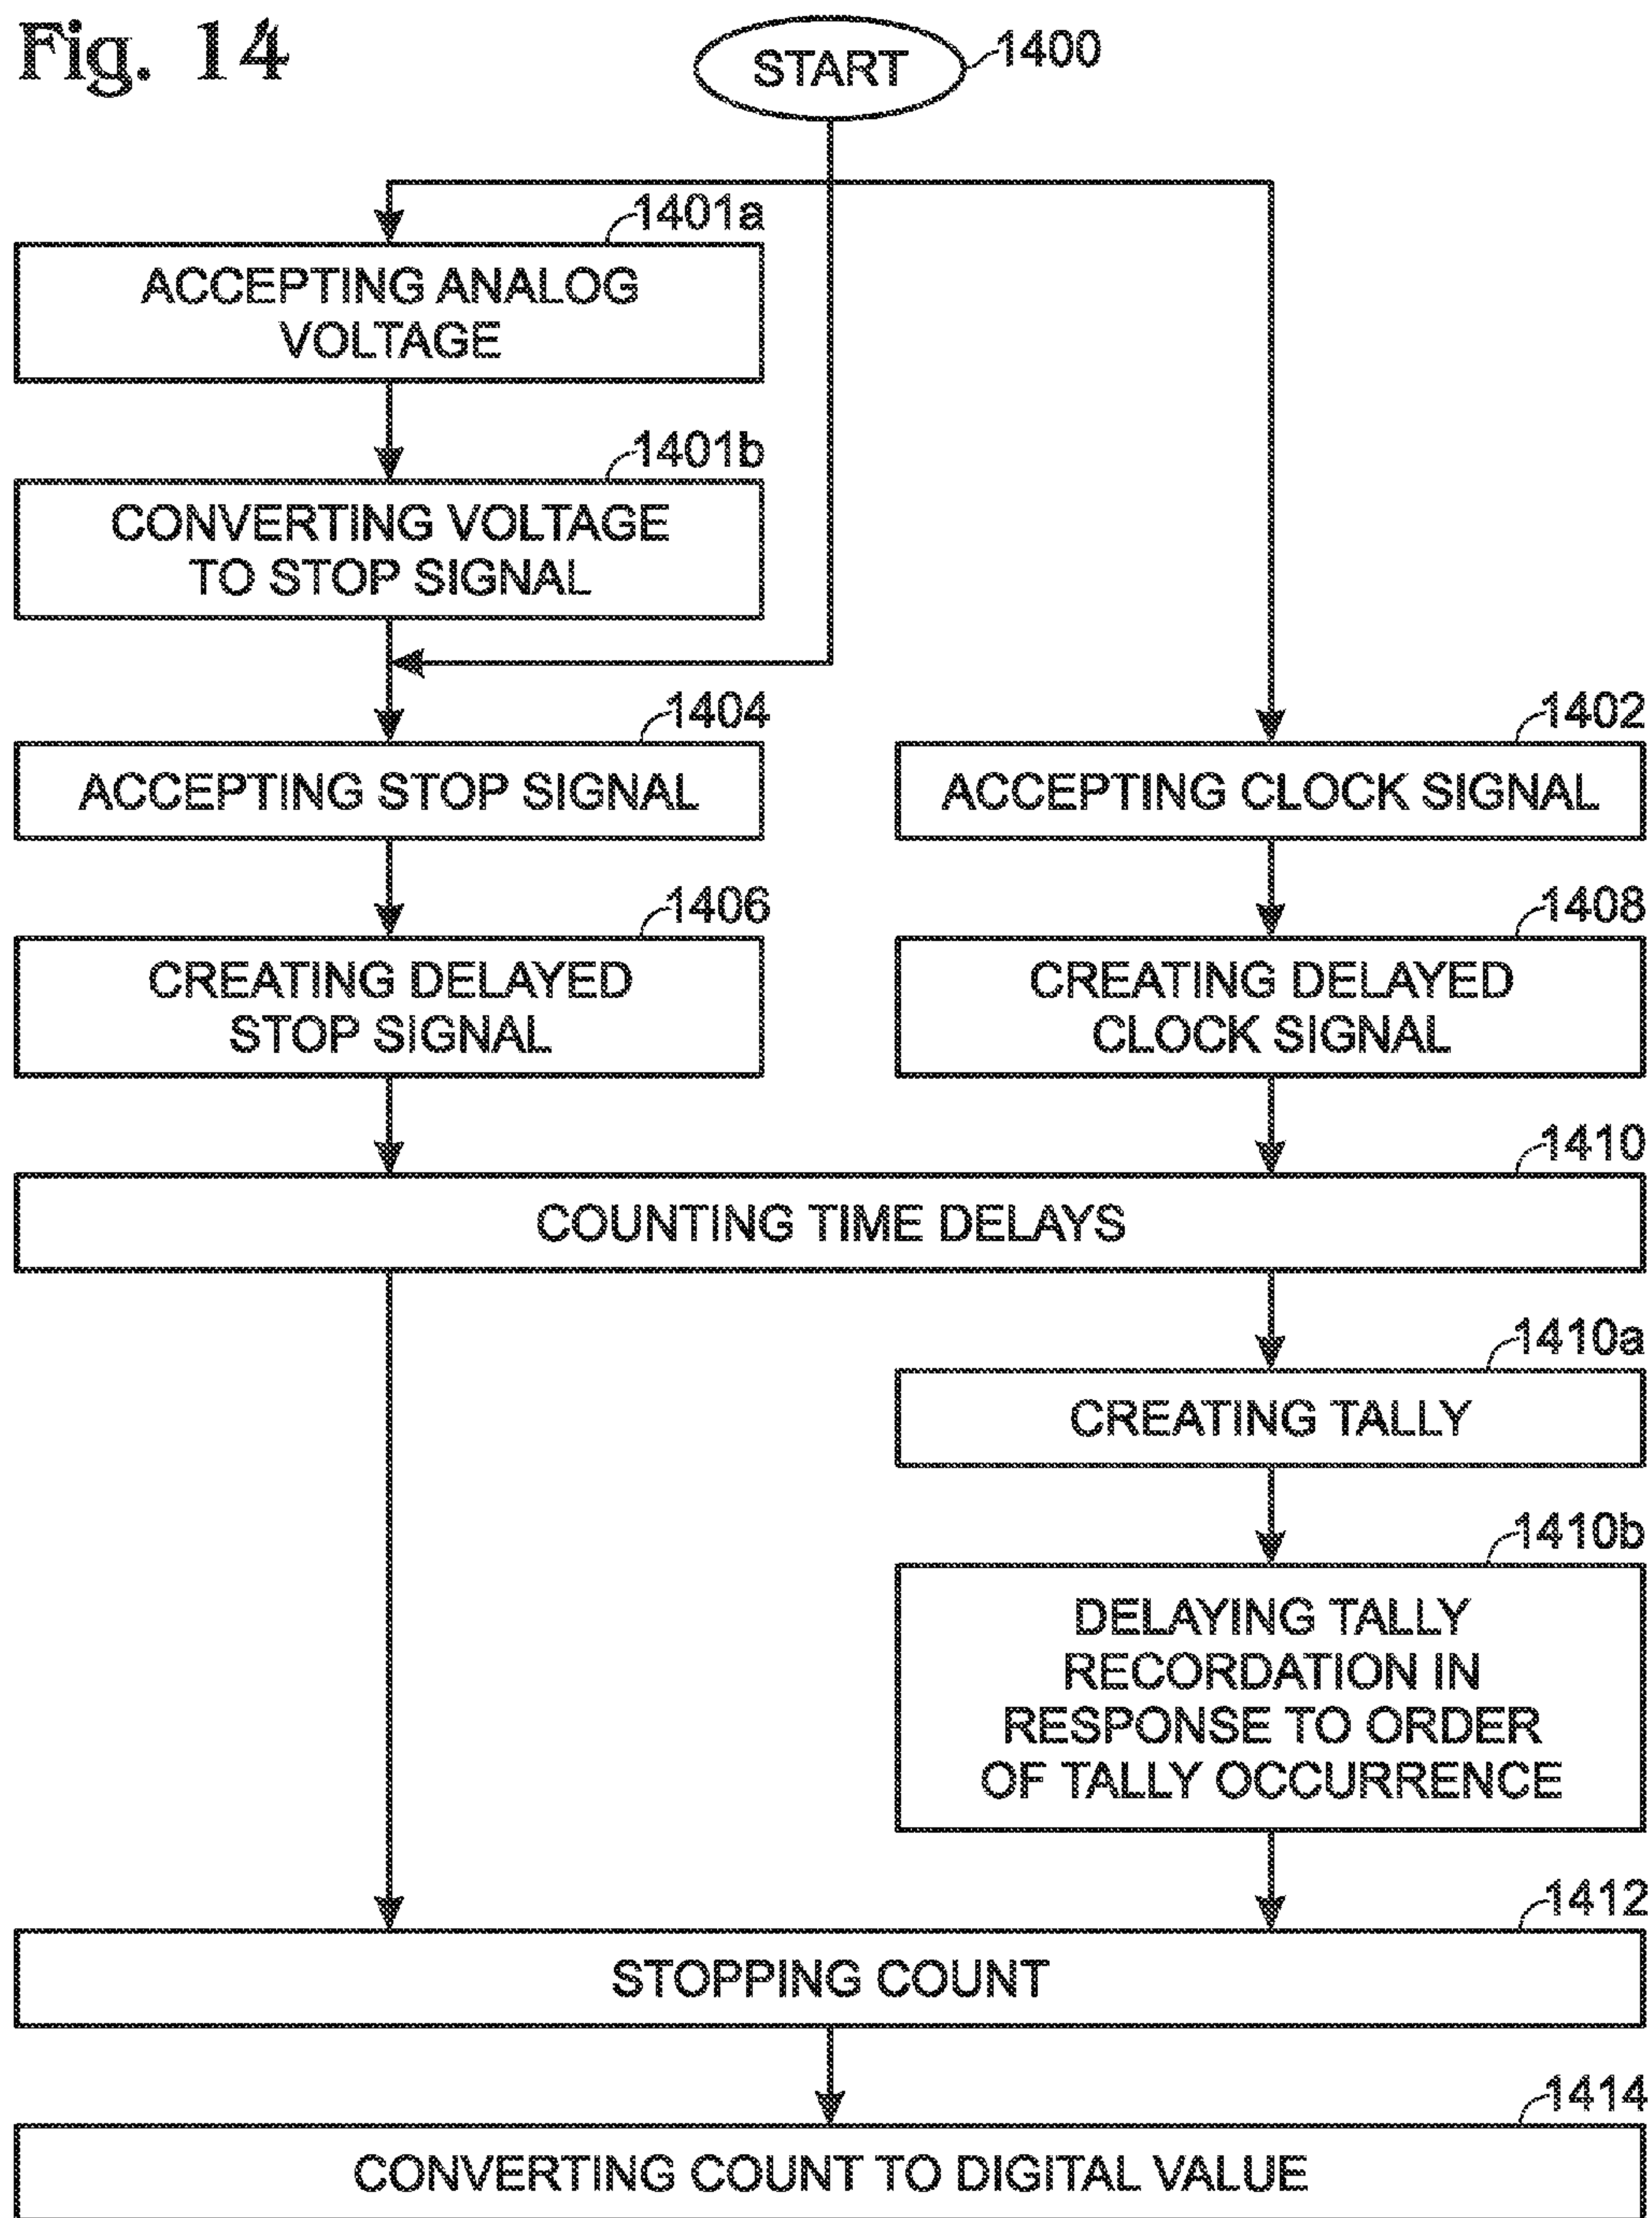 Fig. 14
START
1400
1401a
ACCEPTING ANALOG
VOLTAGE
1401b
CONVERTING VOLTAGE
TO STOP SIGNAL
1404
ACCEPTING STOP SIGNAL
1402
ACCEPTING CLOCK SIGNAL
1406
CREATING DELAYED
STOP SIGNAL
1408
CREATING DELAYED
CLOCK SIGNAL
1410
COUNTING TIME DELAYS
1410a
CREATING TALLY
1410b
DELAYING TALLY
RECORDATION IN
RESPONSE TO ORDER
OF TALLY OCCURRENCE
1412
STOPPING COUNT
1414
CONVERTING COUNT TO DIGITAL VALUE